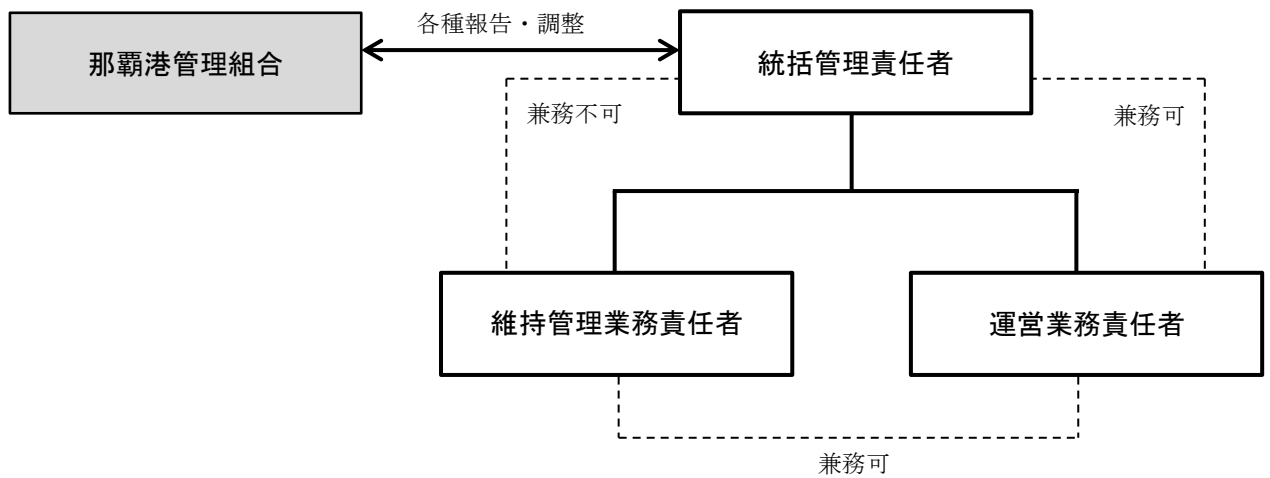 各種報告・調整
那覇港管理組合
統括管理責任者
兼務不可
兼務可
維持管理業務責任者
運営業務責任者
兼務可